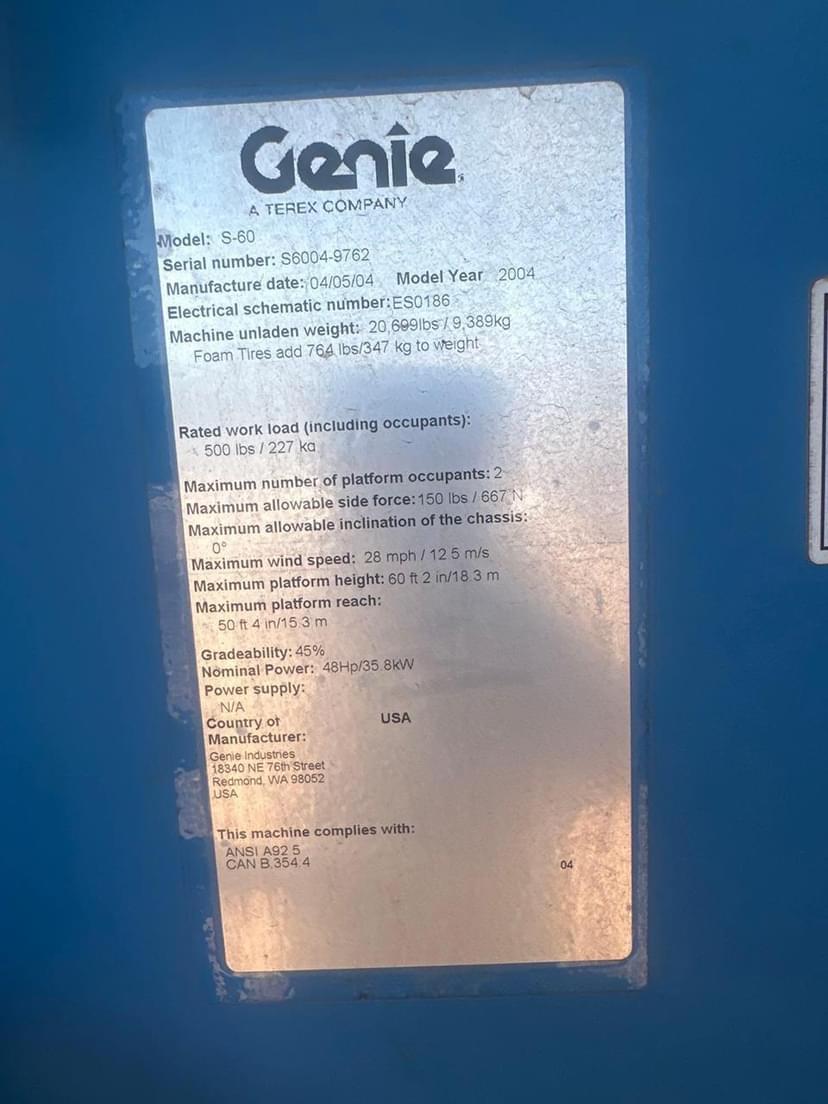 Genie
A TEREX COMPANY
Model: S-60
Serial number: S6004-9762
Manufacture date: 04/05/04 Model Year 2004
Electrical schematic number: ES0186
Machine unladen weight: 20,699lbs / 9,389kg
Foam Tires add 764 lbs/347 kg to weight
Rated work load (including occupants):
500 lbs / 227 kg
Maximum number of platform occupants: 2
Maximum allowable side force: 150 lbs / 667 N
Maximum allowable inclination of the chassis:
0°
Maximum wind speed: 28 mph / 12.5 m/s
Maximum platform height: 60 ft 2 in/18.3 m
Maximum platform reach:
50 ft 4 in/15.3 m
Gradeability: 45%
Nominal Power: 48Hp/35.8kW
Power supply:
N/A
Country of USA
Manufacturer:
Genie Industries
18340 NE 76th Street
Redmond, WA 98052
USA
This machine complies with:
ANSI A92.5
CAN B.354.4
04